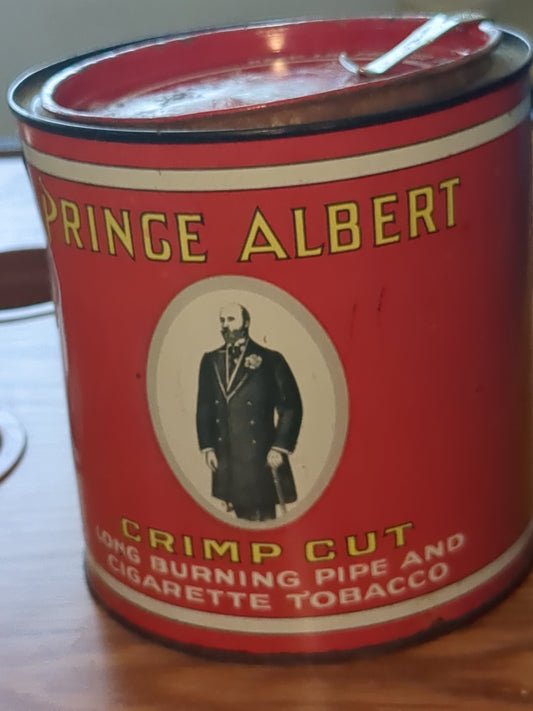 PRINCE ALBERT
CRIMP CUT
LONG BURNING PIPE AND
CIGARETTE TOBACCO